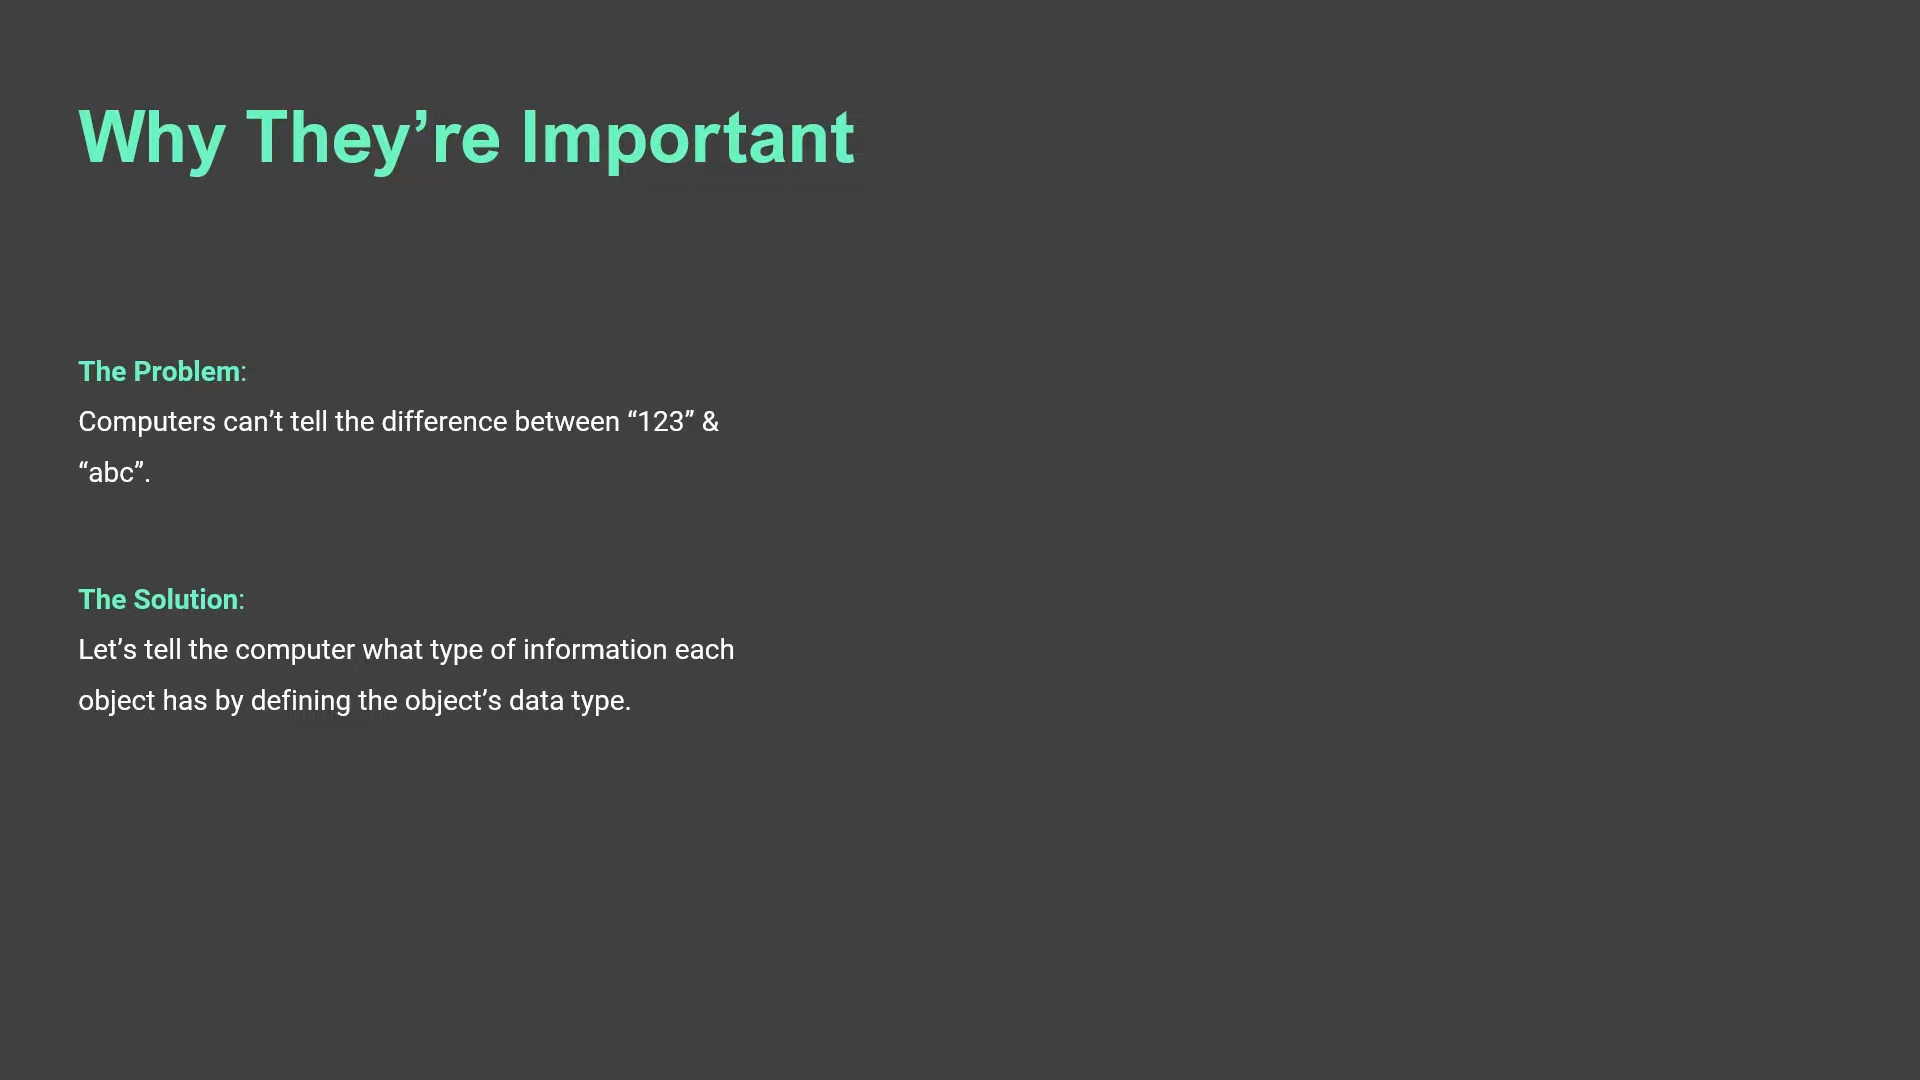 Why They’re Important
The Problem:
Computers can’t tell the difference between “123” &
“abc”.
The Solution:
Let’s tell the computer what type of information each
object has by defining the object’s data type.